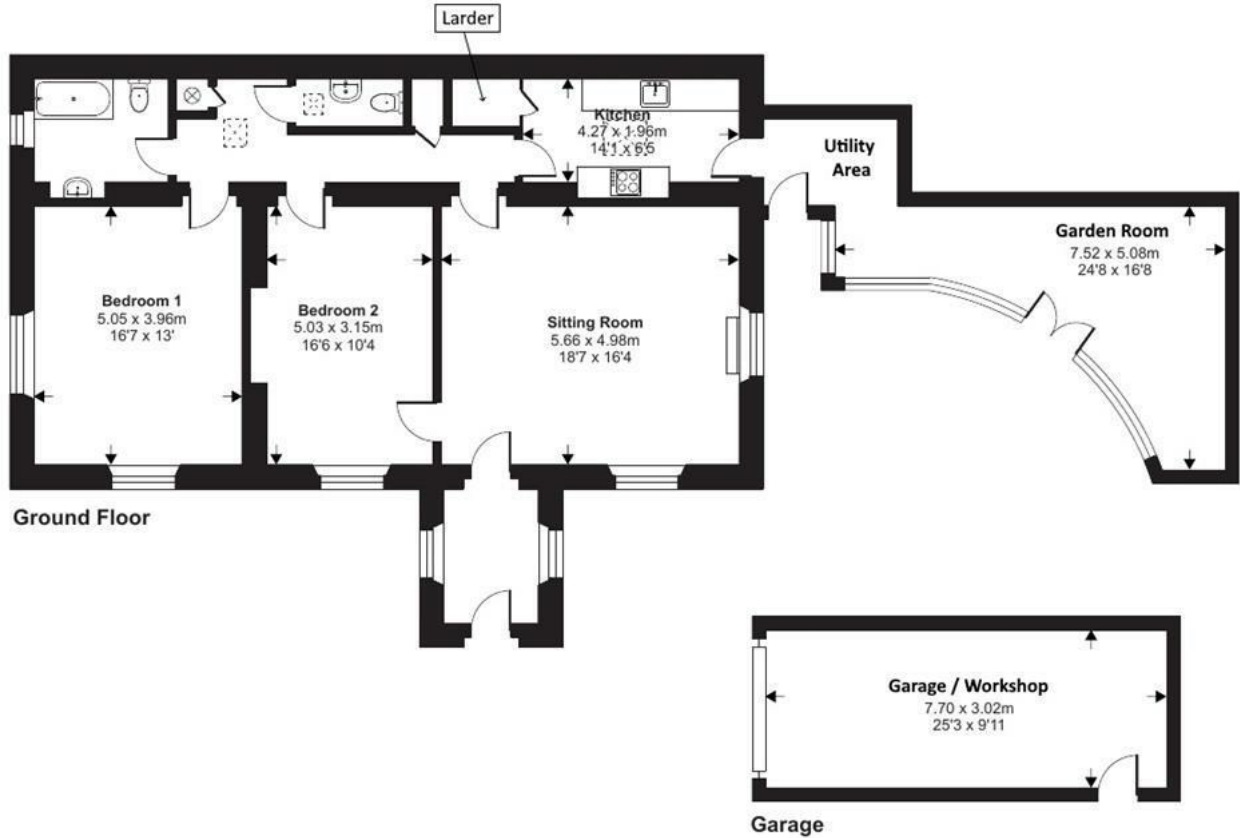 Larder
Kitchen
4.27 x 1.96m
14'1 x 6'5
Utility
Area
Garden Room
7.52 x 5.08m
24'8 x 16'8
Bedroom 1
5.05 x 3.96m
16'7 x 13'
Bedroom 2
5.03 x 3.15m
16'6 x 10'4
Sitting Room
5.66 x 4.98m
18'7 x 16'4
Ground Floor
Garage / Workshop
7.70 x 3.02m
25'3 x 9'11
Garage